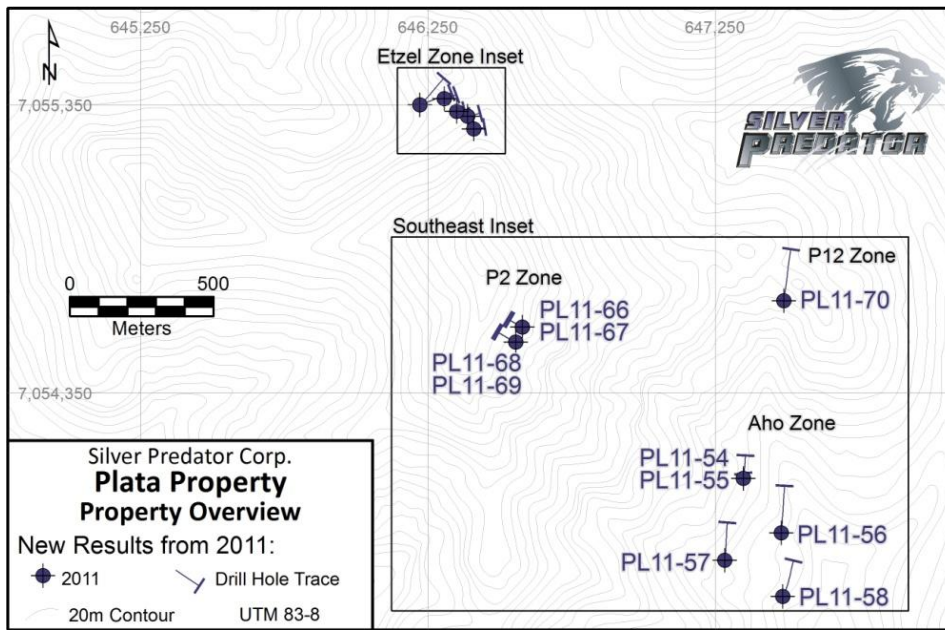 645,250
646,250
647,250
N
Etzel Zone Inset
7,055,350
SILVER
PREDATOR
Southeast Inset
0
500
Meters
P2 Zone
P12 Zone
PL11-66
PL11-67
PL11-68
PL11-69
PL11-70
7,054,350
Aho Zone
PL11-54
PL11-55
PL11-56
PL11-57
PL11-58
Silver Predator Corp.
Plata Property
Property Overview
New Results from 2011:
2011
Drill Hole Trace
20m Contour
UTM 83-8